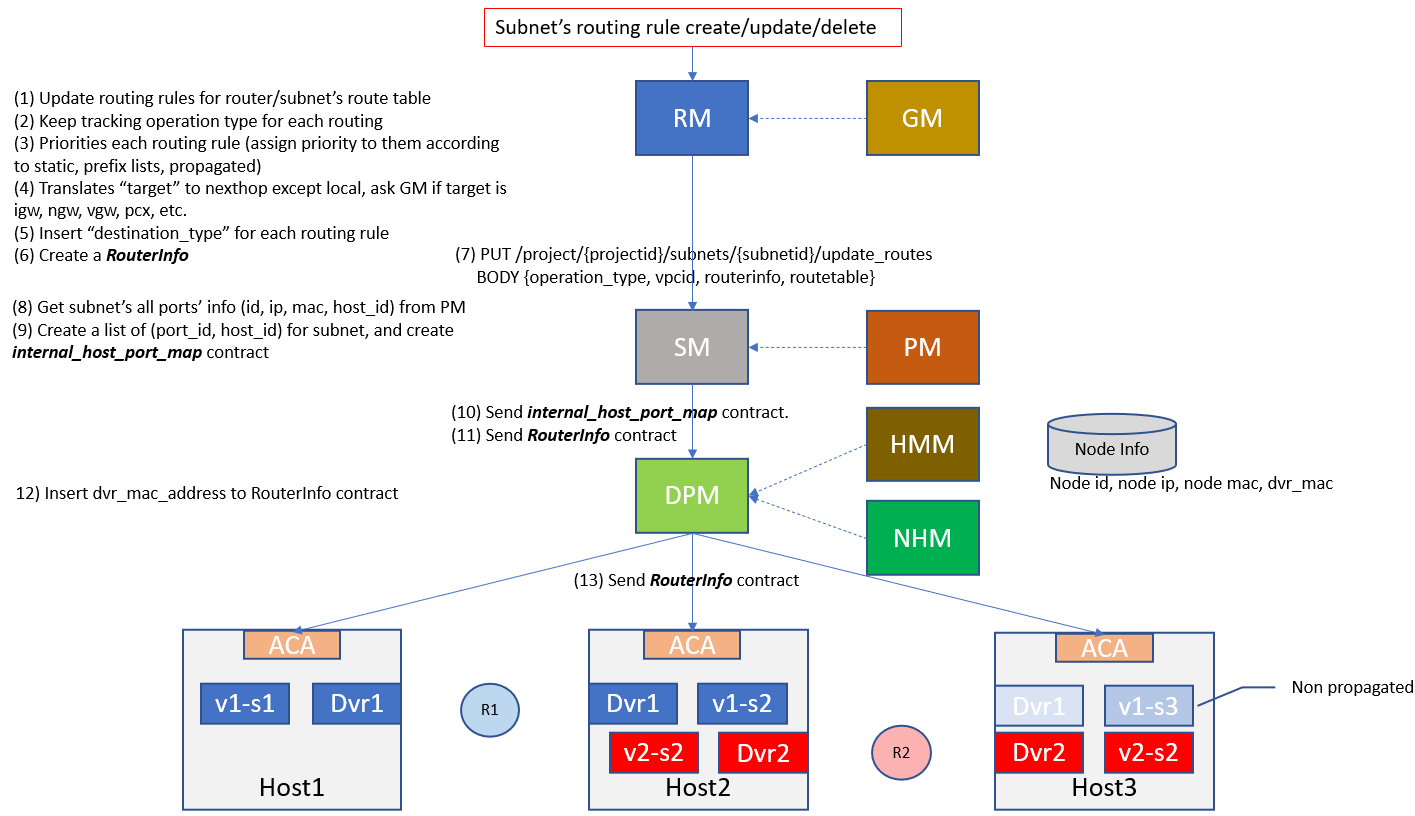 Subnet’s routing rule create/update/delete
RM
GM
(1) Update routing rules for router/subnet’s route table
(2) Keep tracking operation type for each routing
(3) Priorities each routing rule (assign priority to them according
to static, prefix lists, propagated)
(4) Translates “target” to nexthop except local, ask GM if target is
igw, ngw, vgw, pcx, etc.
(5) Insert “destination_type” for each routing rule
(6) Create a RouterInfo
(7) PUT /project/{projectid}/subnets/{subnetid}/update_routes
BODY {operation_type, vpcid, routerinfo, routetable}
(8) Get subnet’s all ports’ info (id, ip, mac, host_id) from PM
(9) Create a list of (port_id, host_id) for subnet, and create
internal_host_port_map contract
SM
PM
(10) Send internal_host_port_map contract.
(11) Send RouterInfo contract
HMM
Node Info
Node id, node ip, node mac, dvr_mac
12) Insert dvr_mac_address to RouterInfo contract
DPM
NHM
(13) Send RouterInfo contract
ACA
v1-s1
Dvr1
Host1
R1
ACA
Dvr1
v1-s2
v2-s2
Dvr2
Host2
R2
ACA
Dvr1
v1-s3
Dvr2
v2-s2
Host3
Non propagated